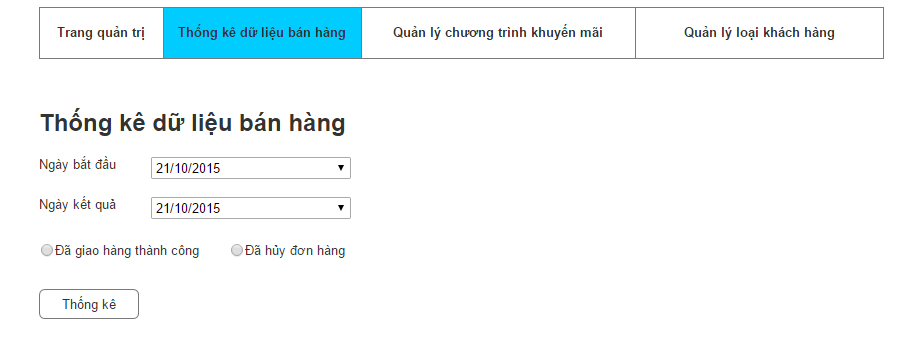 Trang quản trị Thống kê dữ liệu bán hàng Quản lý chương trình khuyến mãi Quản lý loại khách hàng
Thống kê dữ liệu bán hàng
Ngày bắt đầu 21/10/2015
Ngày kết quả 21/10/2015
Đã giao hàng thành công Đã hủy đơn hàng
Thống kê